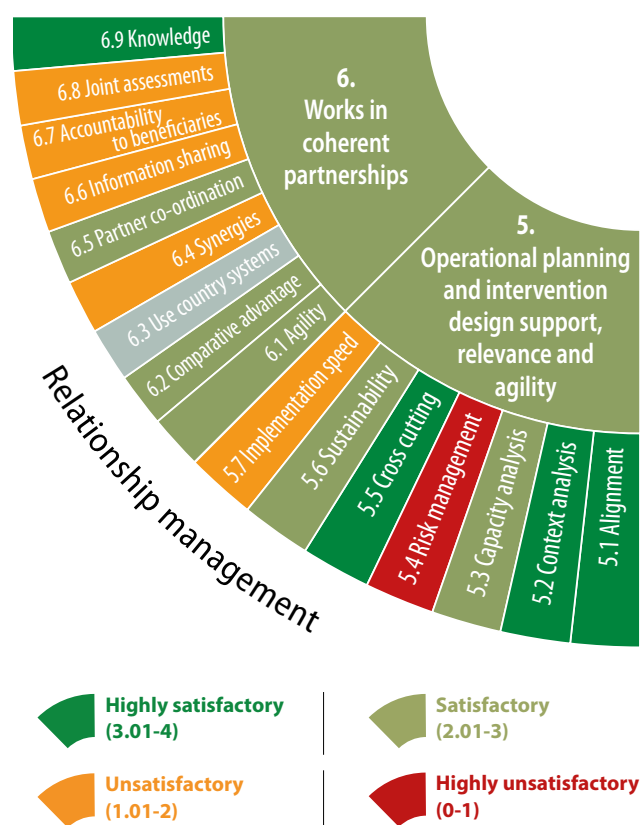 6.9 Knowledge
6.8 Joint assessments
6.7 Accountability
to beneficiaries
6.6 Information sharing
6.5 Partner co-ordination
6.4 Synergies
6.3 Use country systems
6.2 Comparative advantage
6.1 Agility
6.
Works in
coherent
partnerships
5.
Operational planning
and intervention
design support,
relevance and
agility
5.7 Implementation speed
5.6 Sustainability
5.5 Cross cutting
5.4 Risk management
5.3 Capacity analysis
5.2 Context analysis
5.1 Alignment
Relationship management
Highly satisfactory
(3.01-4)
Satisfactory
(2.01-3)
Unsatisfactory
(1.01-2)
Highly unsatisfactory
(0-1)